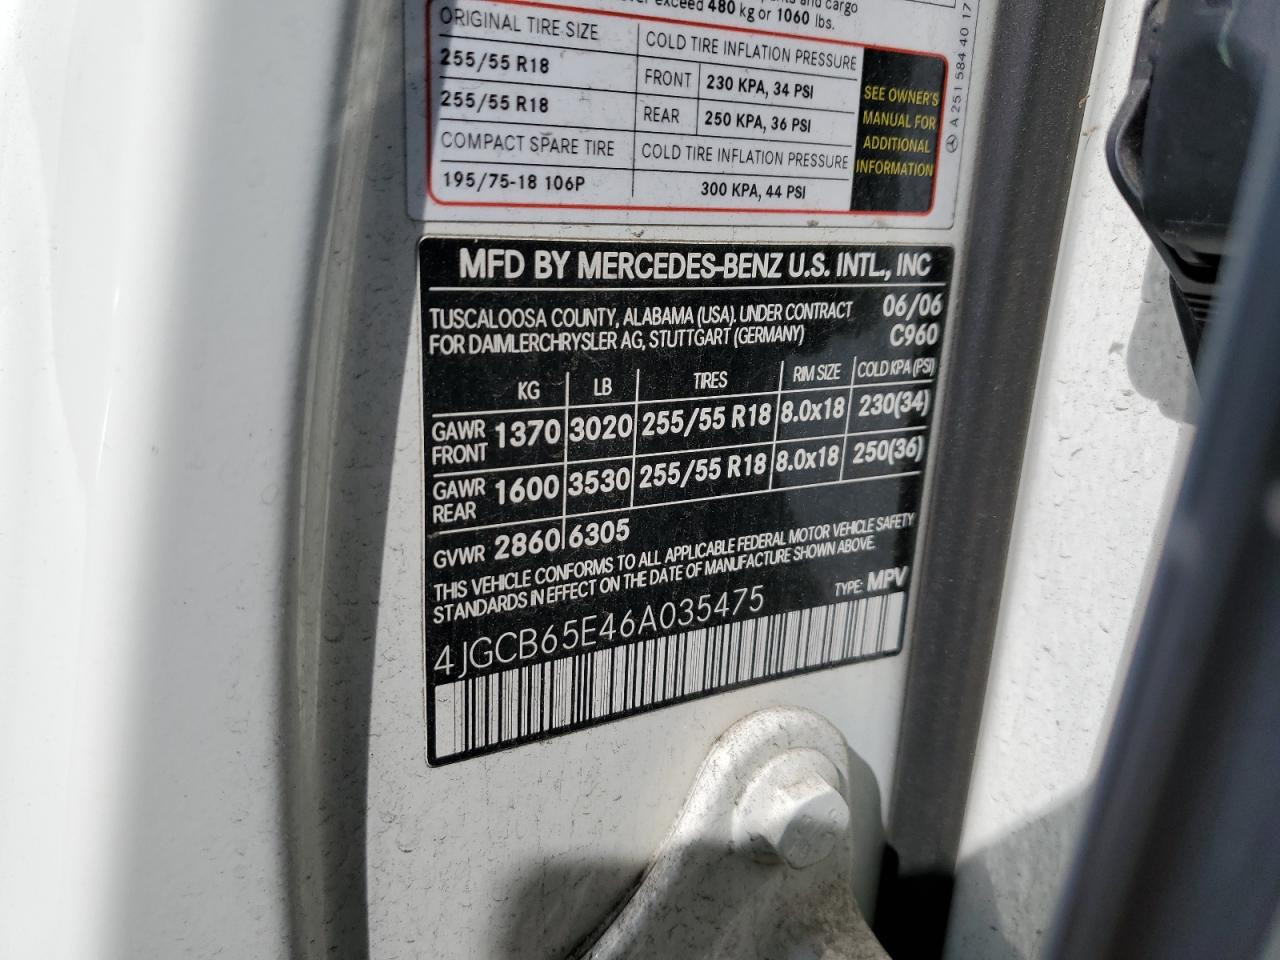 and cargo
exceed 480 kg or 1060 lbs.
ORIGINAL TIRE SIZE COLD TIRE INFLATION PRESSURE
255/55 R18 FRONT 230 KPA, 34 PSI
255/55 R18 REAR 250 KPA, 36 PSI
COMPACT SPARE TIRE COLD TIRE INFLATION PRESSURE
195/75-18 106P 300 KPA, 44 PSI
SEE OWNER'S
MANUAL FOR
ADDITIONAL
INFORMATION
A 251 584 40 17
MFD BY MERCEDES-BENZ U.S. INTL., INC
TUSCALOOSA COUNTY, ALABAMA (USA), UNDER CONTRACT 06/06
FOR DAIMLERCHRYSLER AG, STUTTGART (GERMANY) C960
KG LB TIRES RIM SIZE COLD KPA (PSI)
GAWR FRONT 1370 3020 255/55 R18 8.0x18 230(34)
GAWR REAR 1600 3530 255/55 R18 8.0x18 250(36)
GVWR 2860 6305
THIS VEHICLE CONFORMS TO ALL APPLICABLE FEDERAL MOTOR VEHICLE SAFETY
STANDARDS IN EFFECT ON THE DATE OF MANUFACTURE SHOWN ABOVE.
4JGCB65E46A035475 TYPE: MPV